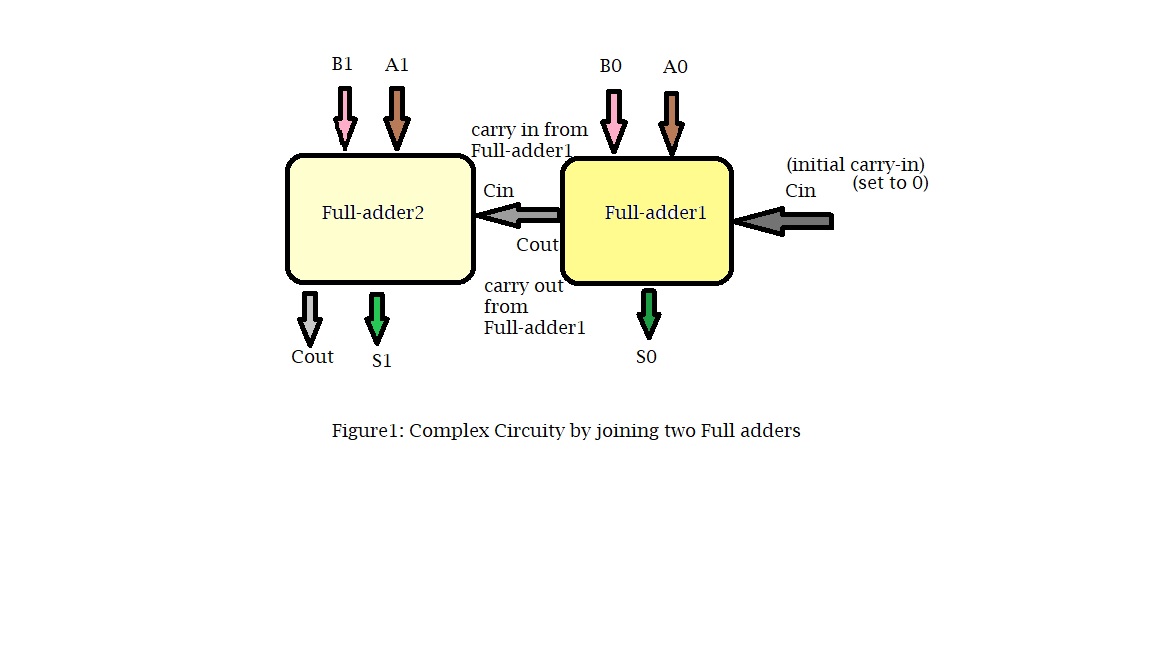 B1 A1
B0 A0
carry in from
Full-adder1
(initial carry-in)
(set to 0)
Cin
Cin
Full-adder2
Full-adder1
Cout
carry out
from
Full-adder1
Cout
S1
S0
Figure1: Complex Circuity by joining two Full adders